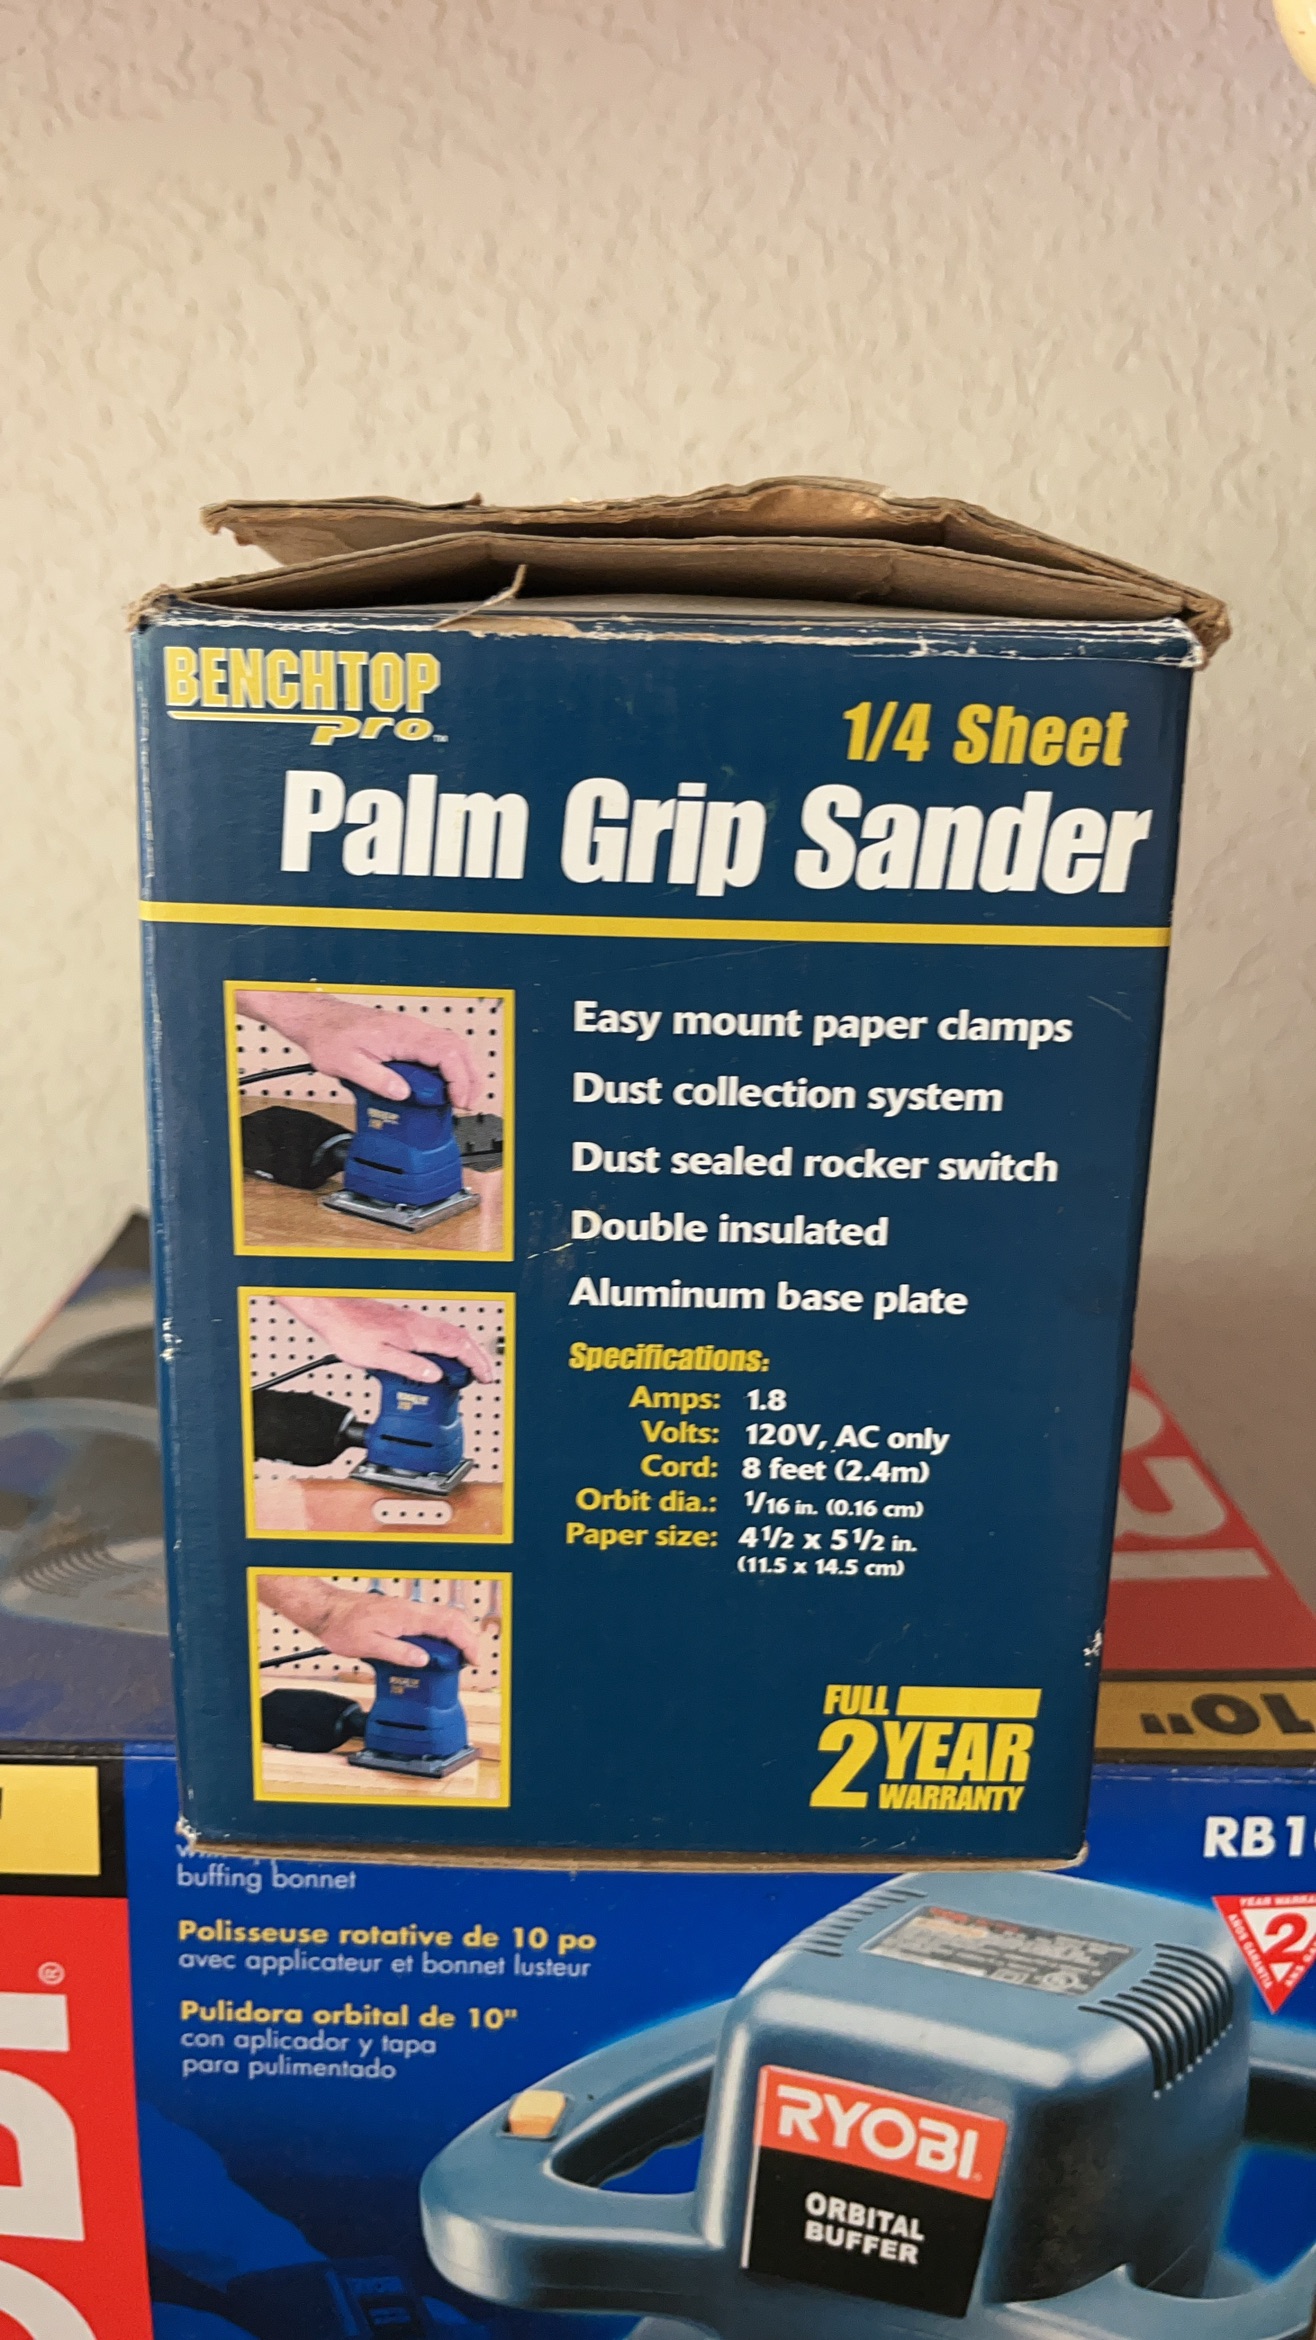 BENCHTOP
pro™
1/4 Sheet
Palm Grip Sander
Easy mount paper clamps
Dust collection system
Dust sealed rocker switch
Double insulated
Aluminum base plate
Specifications:
Amps: 1.8
Volts: 120V, AC only
Cord: 8 feet (2.4m)
Orbit dia.: 1/16 in. (0.16 cm)
Paper size: 4 1/2 x 5 1/2 in.
(11.5 x 14.5 cm)
FULL
2 YEAR
WARRANTY
10"
RB1
buffing bonnet
Polisseuse rotative de 10 po
avec applicateur et bonnet lusteur
Pulidora orbital de 10"
con aplicador y tapa
para pulimentado
2
RYOBI
ORBITAL
BUFFER